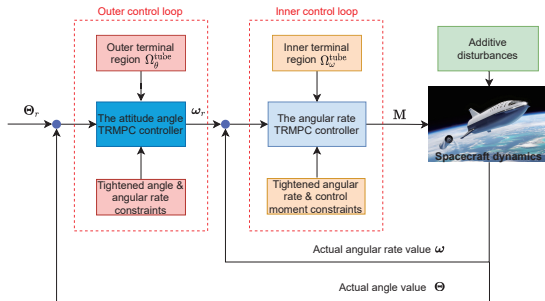 Outer control loop
Inner control loop
Outer terminal
region Ω_θ^tube
Inner terminal
region Ω_ω^tube
Additive
disturbances
Θ_r
The attitude angle
TRMPC controller
ω_r
The angular rate
TRMPC controller
M
Spacecraft dynamics
Tightened angle &
angular rate
constraints
Tightened angular
rate & control
moment constraints
Actual angular rate value ω
Actual angle value Θ